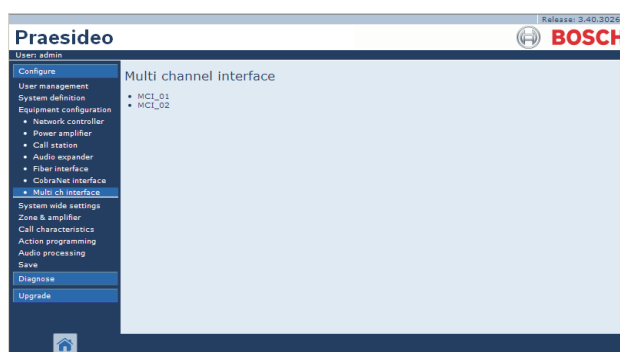 Release: 3.40.3026
Praesideo
BOSCH
User: admin
Configure
User management
System definition
Equipment configuration
• Network controller
• Power amplifier
• Call station
• Audio expander
• Fiber interface
• CobraNet interface
• Multi ch interface
System wide settings
Zone & amplifier
Call characteristics
Action programming
Audio processing
Save
Diagnose
Upgrade
Multi channel interface
• MCI_01
• MCI_02